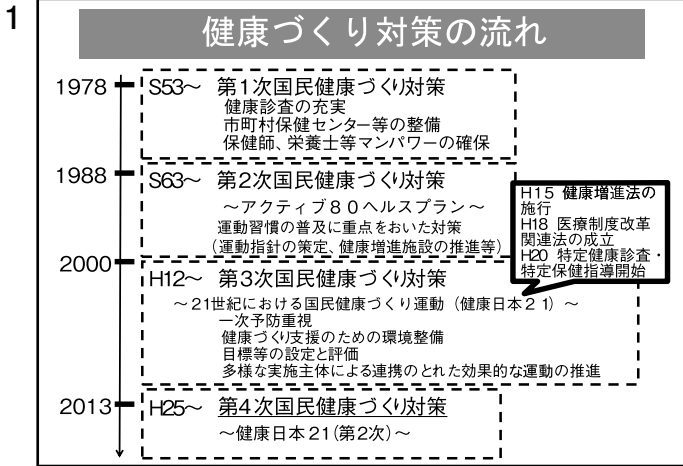 1
健康づくり対策の流れ
1978
S53～ 第1次国民健康づくり対策
健康診査の充実
市町村保健センター等の整備
保健師、栄養士等マンパワーの確保
1988
S63～ 第2次国民健康づくり対策
～アクティブ８０ヘルスプラン～
運動習慣の普及に重点をおいた対策
（運動指針の策定、健康増進施設の推進等）
H15 健康増進法の
施行
H18 医療制度改革
関連法の成立
H20 特定健康診査・
特定保健指導開始
2000
H12～ 第3次国民健康づくり対策
～21世紀における国民健康づくり運動（健康日本２1）～
一次予防重視
健康づくり支援のための環境整備
目標等の設定と評価
多様な実施主体による連携のとれた効果的な運動の推進
2013
H25～ 第4次国民健康づくり対策
～健康日本21(第2次)～